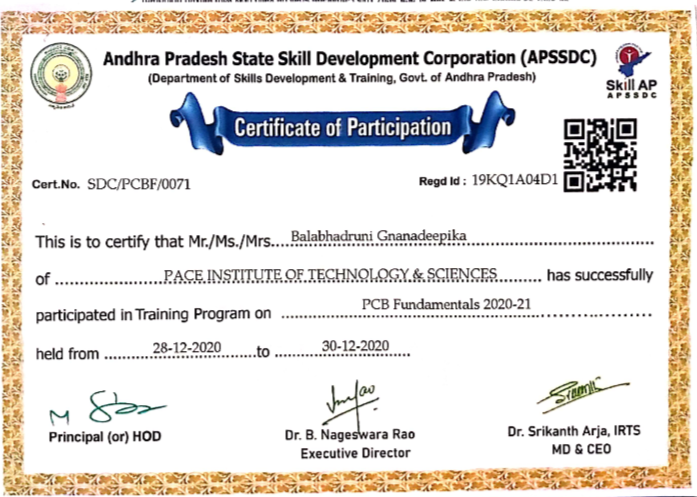 Andhra Pradesh State Skill Development Corporation (APSSDC)
(Department of Skills Development & Training, Govt. of Andhra Pradesh)
Skill AP
APSSDC
Certificate of Participation
Cert.No. SDC/PCBF/0071
Regd Id : 19KQ1A04D1
This is to certify that Mr./Ms./Mrs.... Balabhadruni Gnanadeepika
of ........ PACE INSTITUTE OF TECHNOLOGY & SCIENCES ........ has successfully
participated in Training Program on ........ PCB Fundamentals 2020-21
held from ........ 28-12-2020 ........to ........ 30-12-2020
Principal (or) HOD
Dr. B. Nageswara Rao
Executive Director
Dr. Srikanth Arja, IRTS
MD & CEO